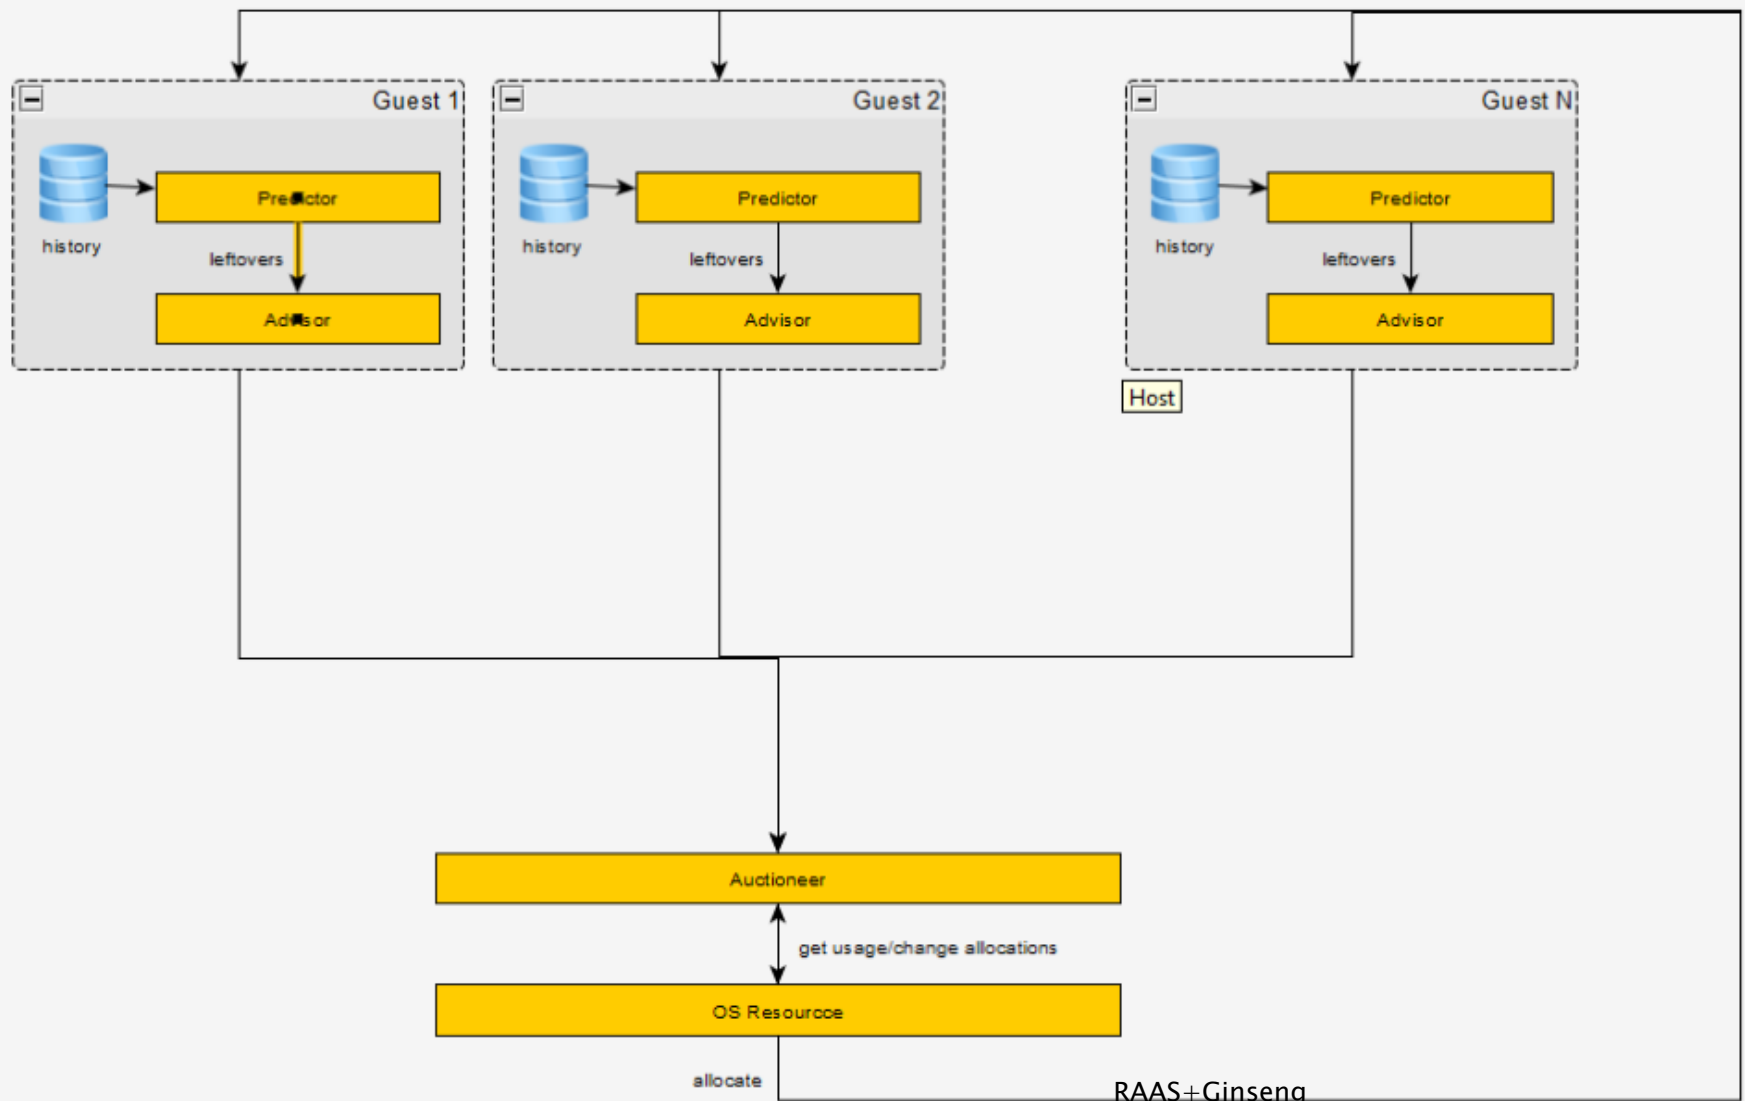 Guest 1
Guest 2
Guest N
Predictor
Predictor
Predictor
history
leftovers
history
leftovers
history
leftovers
Advisor
Advisor
Advisor
Host
Auctioneer
get usage/change allocations
OS Resourcce
allocate
RAAS+Ginseng